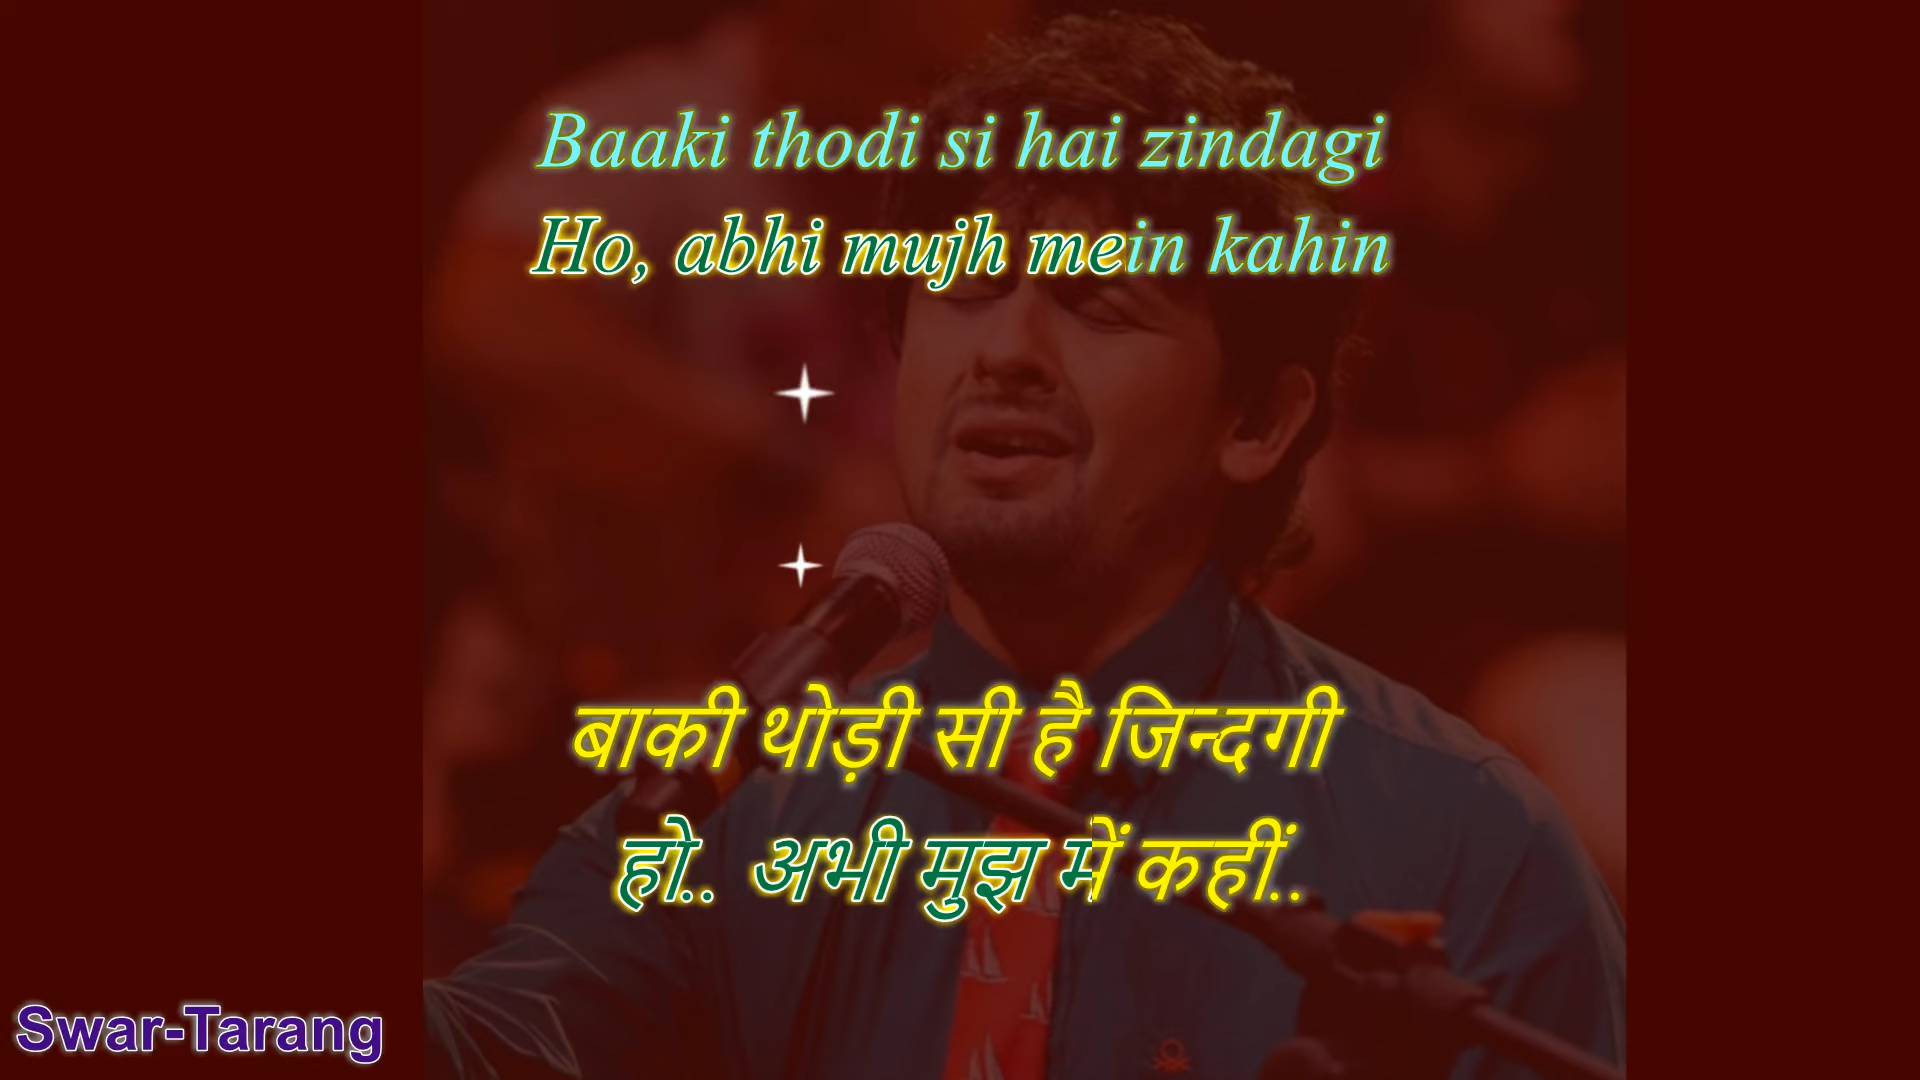 Baaki thodi si hai zindagi
Ho, abhi mujh mein kahin
बाकी थोड़ी सी है जिन्दगी
हो.. अभी मुझ में कहीं..
Swar-Tarang